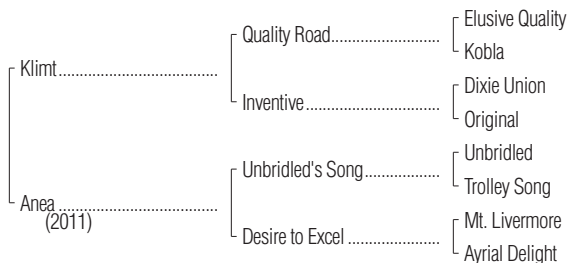 Elusive Quality
Quality Road
Kobla
Klimt
Dixie Union
Inventive
Original
Unbridled
Unbridled's Song
Trolley Song
Anea
(2011)
Mt. Livermore
Desire to Excel
Ayrial Delight